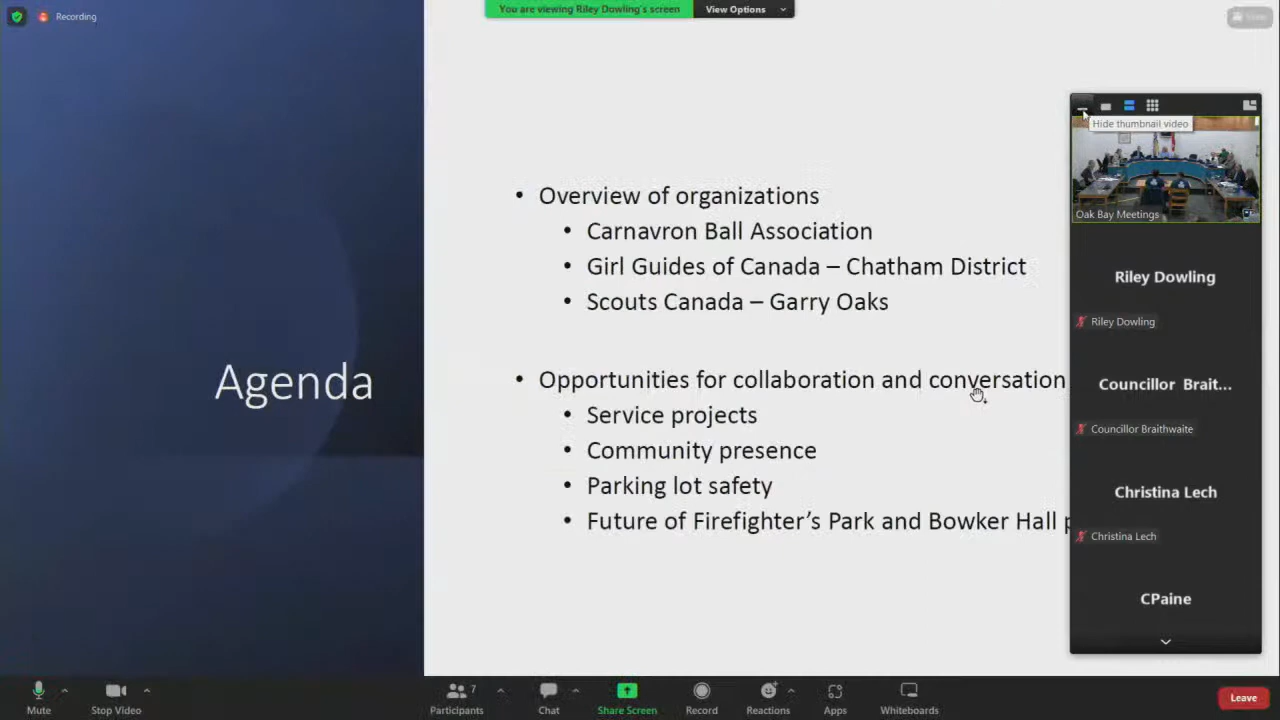 Recording
You are viewing Riley Dowling's screen
View Options
View
Hide thumbnail video
Oak Bay Meetings
Riley Dowling
Riley Dowling
Councillor Brait...
Councillor Braithwaite
Christina Lech
Christina Lech
CPaine
Agenda
• Overview of organizations
• Carnavron Ball Association
• Girl Guides of Canada – Chatham District
• Scouts Canada – Garry Oaks
• Opportunities for collaboration and conversation
• Service projects
• Community presence
• Parking lot safety
• Future of Firefighter's Park and Bowker Hall p
Mute
Stop Video
Participants
7
Chat
Share Screen
Record
Reactions
Apps
Whiteboards
Leave